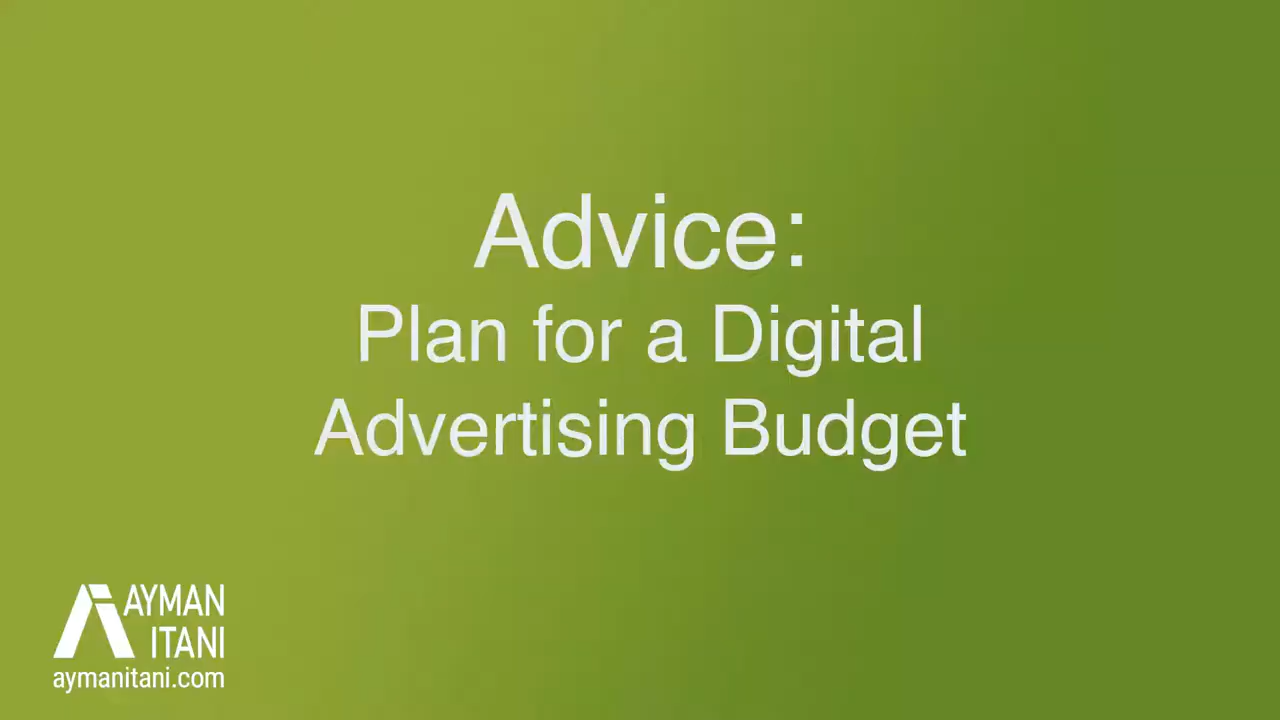 Advice:
Plan for a Digital
Advertising Budget
AYMAN
ITANI
aymanitani.com